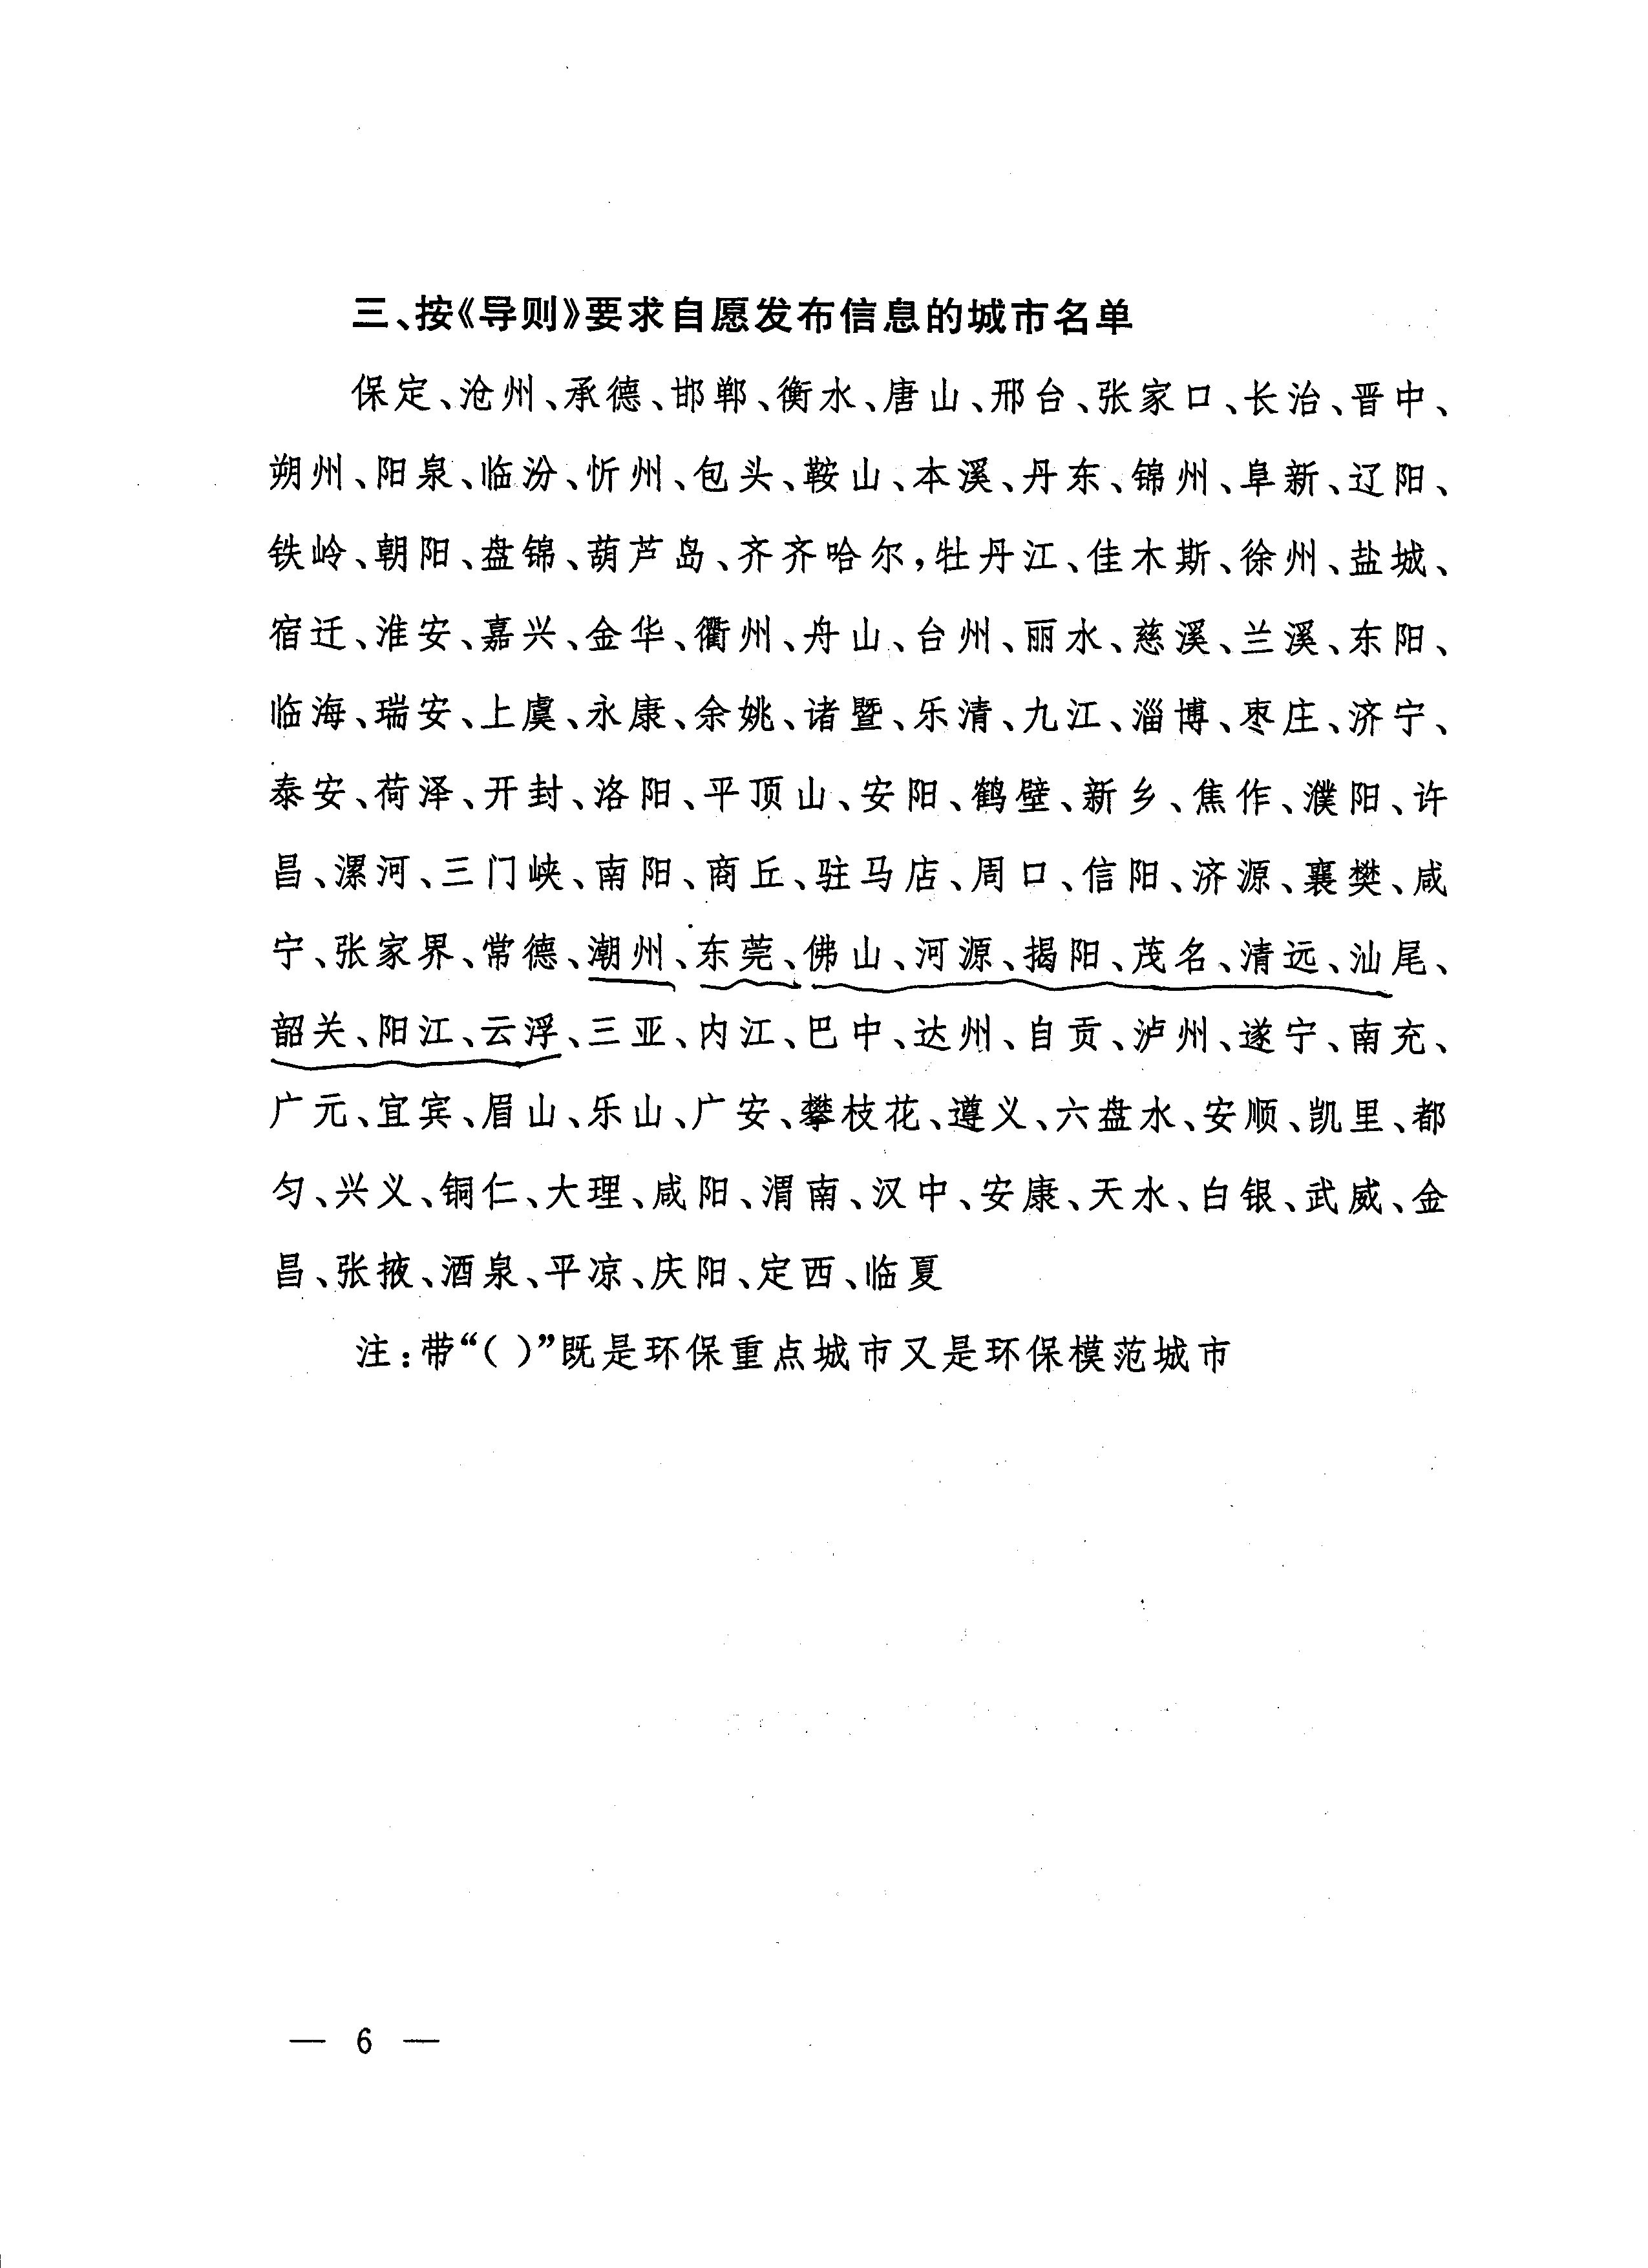 三、按《导则》要求自愿发布信息的城市名单
保定、沧州、承德、邯郸、衡水、唐山、邢台、张家口、长治、晋中、
朔州、阳泉、临汾、忻州、包头、鞍山、本溪、丹东、锦州、阜新、辽阳、
铁岭、朝阳、盘锦、葫芦岛、齐齐哈尔,牡丹江、佳木斯、徐州、盐城、
宿迁、淮安、嘉兴、金华、衢州、舟山、台州、丽水、慈溪、兰溪、东阳、
临海、瑞安、上虞、永康、余姚、诸暨、乐清、九江、淄博、枣庄、济宁、
泰安、荷泽、开封、洛阳、平顶山、安阳、鹤壁、新乡、焦作、濮阳、许
昌、漯河、三门峡、南阳、商丘、驻马店、周口、信阳、济源、襄樊、咸
宁、张家界、常德、潮州、东莞、佛山、河源、揭阳、茂名、清远、汕尾、
韶关、阳江、云浮、三亚、内江、巴中、达州、自贡、泸州、遂宁、南充、
广元、宜宾、眉山、乐山、广安、攀枝花、遵义、六盘水、安顺、凯里、都
匀、兴义、铜仁、大理、咸阳、渭南、汉中、安康、天水、白银、武威、金
昌、张掖、酒泉、平凉、庆阳、定西、临夏
注:带“( )”既是环保重点城市又是环保模范城市
— 6 —